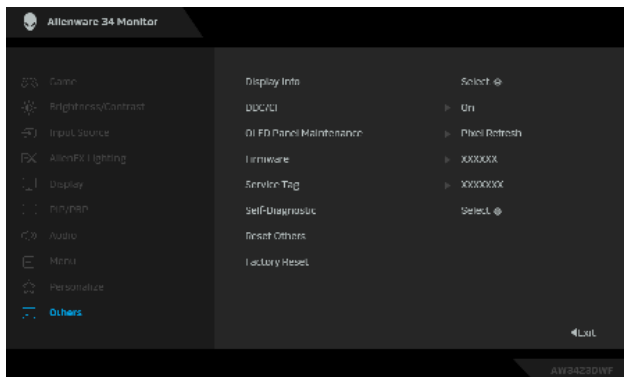 Alienware 34 Monitor
Game
Brightness/Contrast
Input Source
AlienFX Lighting
Display
PIP/PBP
Audio
Menu
Personalize
Others
Display Info Select
DDC/CI On
OLED Panel Maintenance Pixel Refresh
Firmware XXXXXX
Service Tag XXXXXXX
Self-Diagnostic Select
Reset Others
Factory Reset
Exit
AW3423DWF